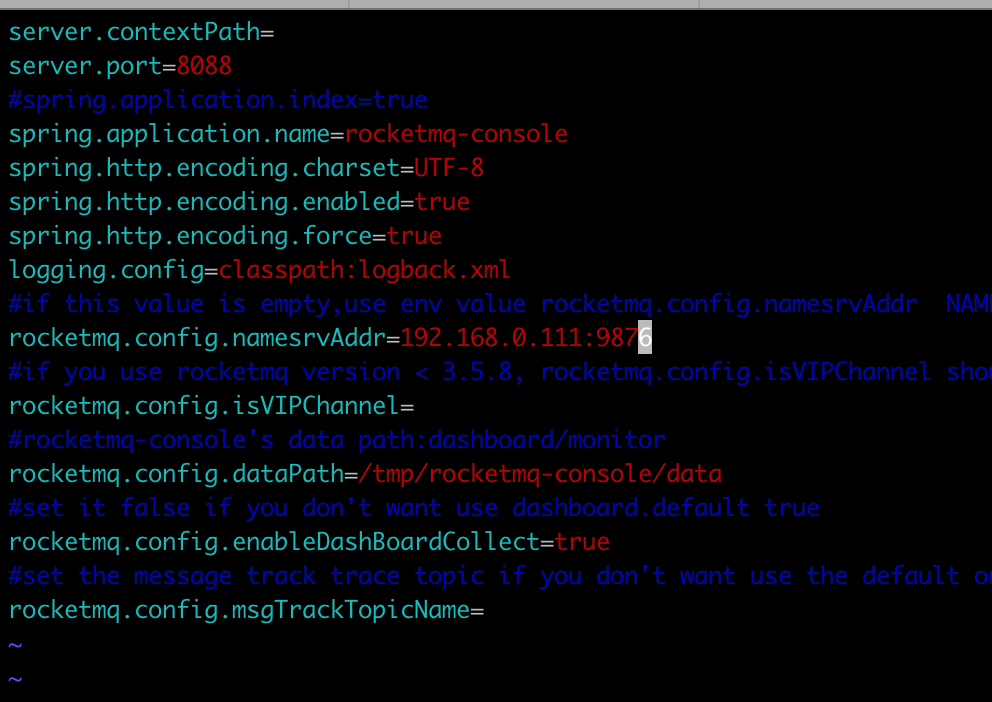 server.contextPath=
server.port=8088
#spring.application.index=true
spring.application.name=rocketmq-console
spring.http.encoding.charset=UTF-8
spring.http.encoding.enabled=true
spring.http.encoding.force=true
logging.config=classpath:logback.xml
#if this value is empty,use env value rocketmq.config.namesrvAddr  NAM
rocketmq.config.namesrvAddr=192.168.0.111:9876
#if you use rocketmq version < 3.5.8, rocketmq.config.isVIPChannel sho
rocketmq.config.isVIPChannel=
#rocketmq-console's data path:dashboard/monitor
rocketmq.config.dataPath=/tmp/rocketmq-console/data
#set it false if you don't want use dashboard.default true
rocketmq.config.enableDashBoardCollect=true
#set the message track trace topic if you don't want use the default o
rocketmq.config.msgTrackTopicName=
~
~